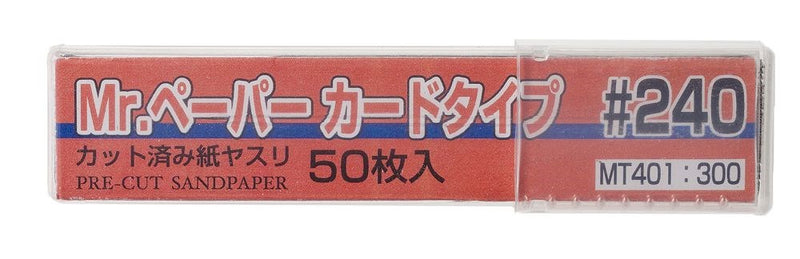 Mr.ペーパー カードタイプ #240
カット済み紙ヤスリ 50枚入
PRE-CUT SANDPAPER
MT401:300